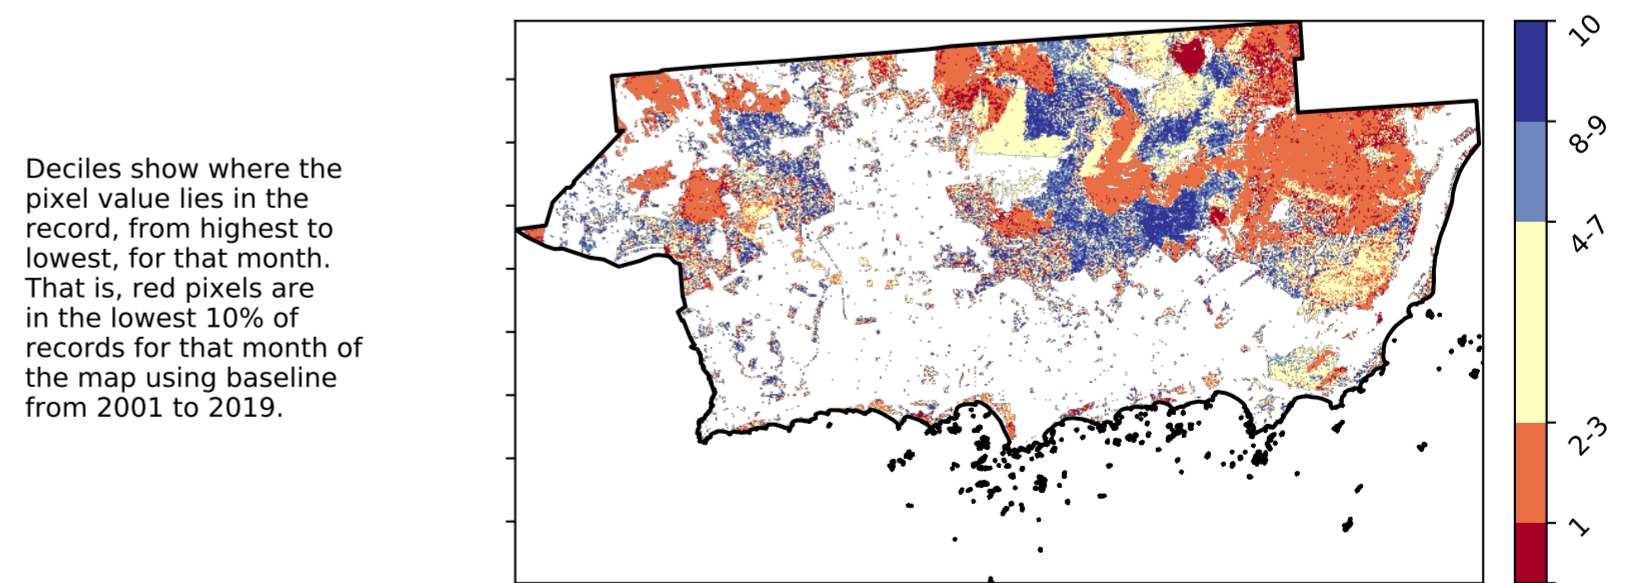 Deciles show where the
pixel value lies in the
record, from highest to
lowest, for that month.
That is, red pixels are
in the lowest 10% of
records for that month of
the map using baseline
from 2001 to 2019.
10
8-9
4-7
2-3
1